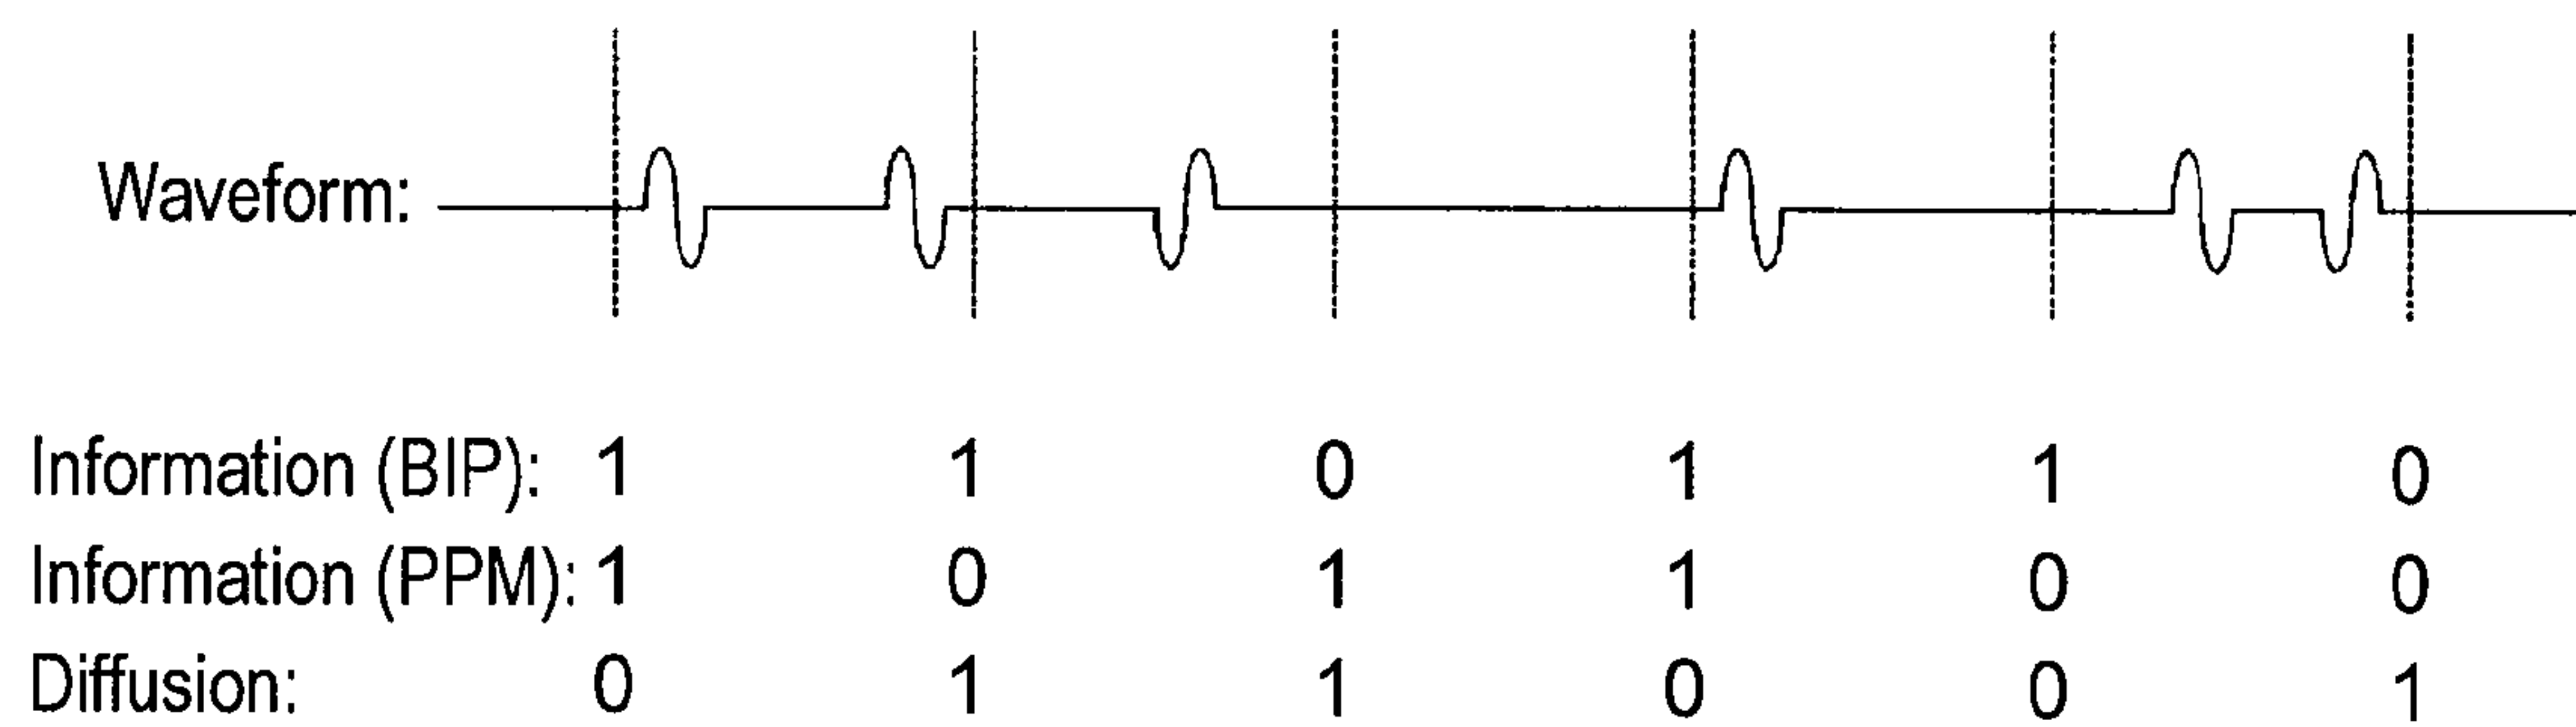 Waveform:
Information (BIP): 1 1 0 1 1 0
Information (PPM): 1 0 1 1 0 0
Diffusion: 0 1 1 0 0 1